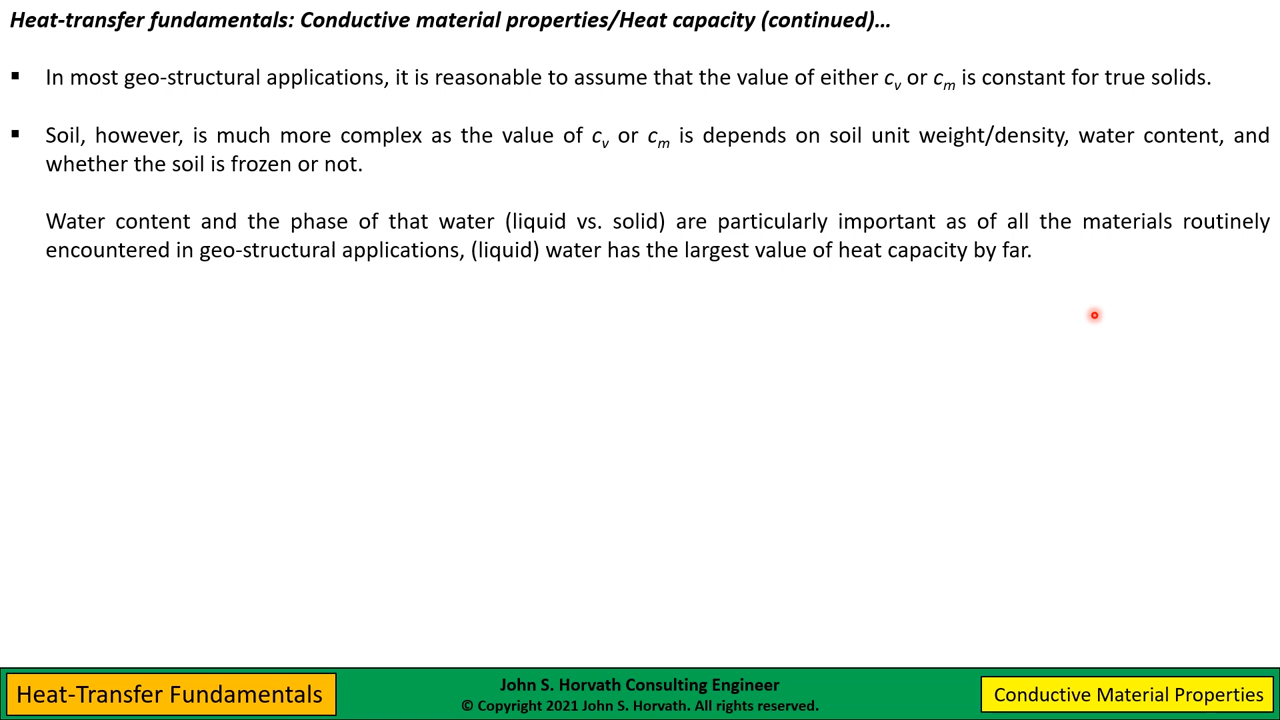 Heat-transfer fundamentals: Conductive material properties/Heat capacity (continued)…
▪ In most geo-structural applications, it is reasonable to assume that the value of either cv or cm is constant for true solids.
▪ Soil, however, is much more complex as the value of cv or cm is depends on soil unit weight/density, water content, and
whether the soil is frozen or not.
Water content and the phase of that water (liquid vs. solid) are particularly important as of all the materials routinely
encountered in geo-structural applications, (liquid) water has the largest value of heat capacity by far.
Heat-Transfer Fundamentals
John S. Horvath Consulting Engineer
© Copyright 2021 John S. Horvath. All rights reserved.
Conductive Material Properties